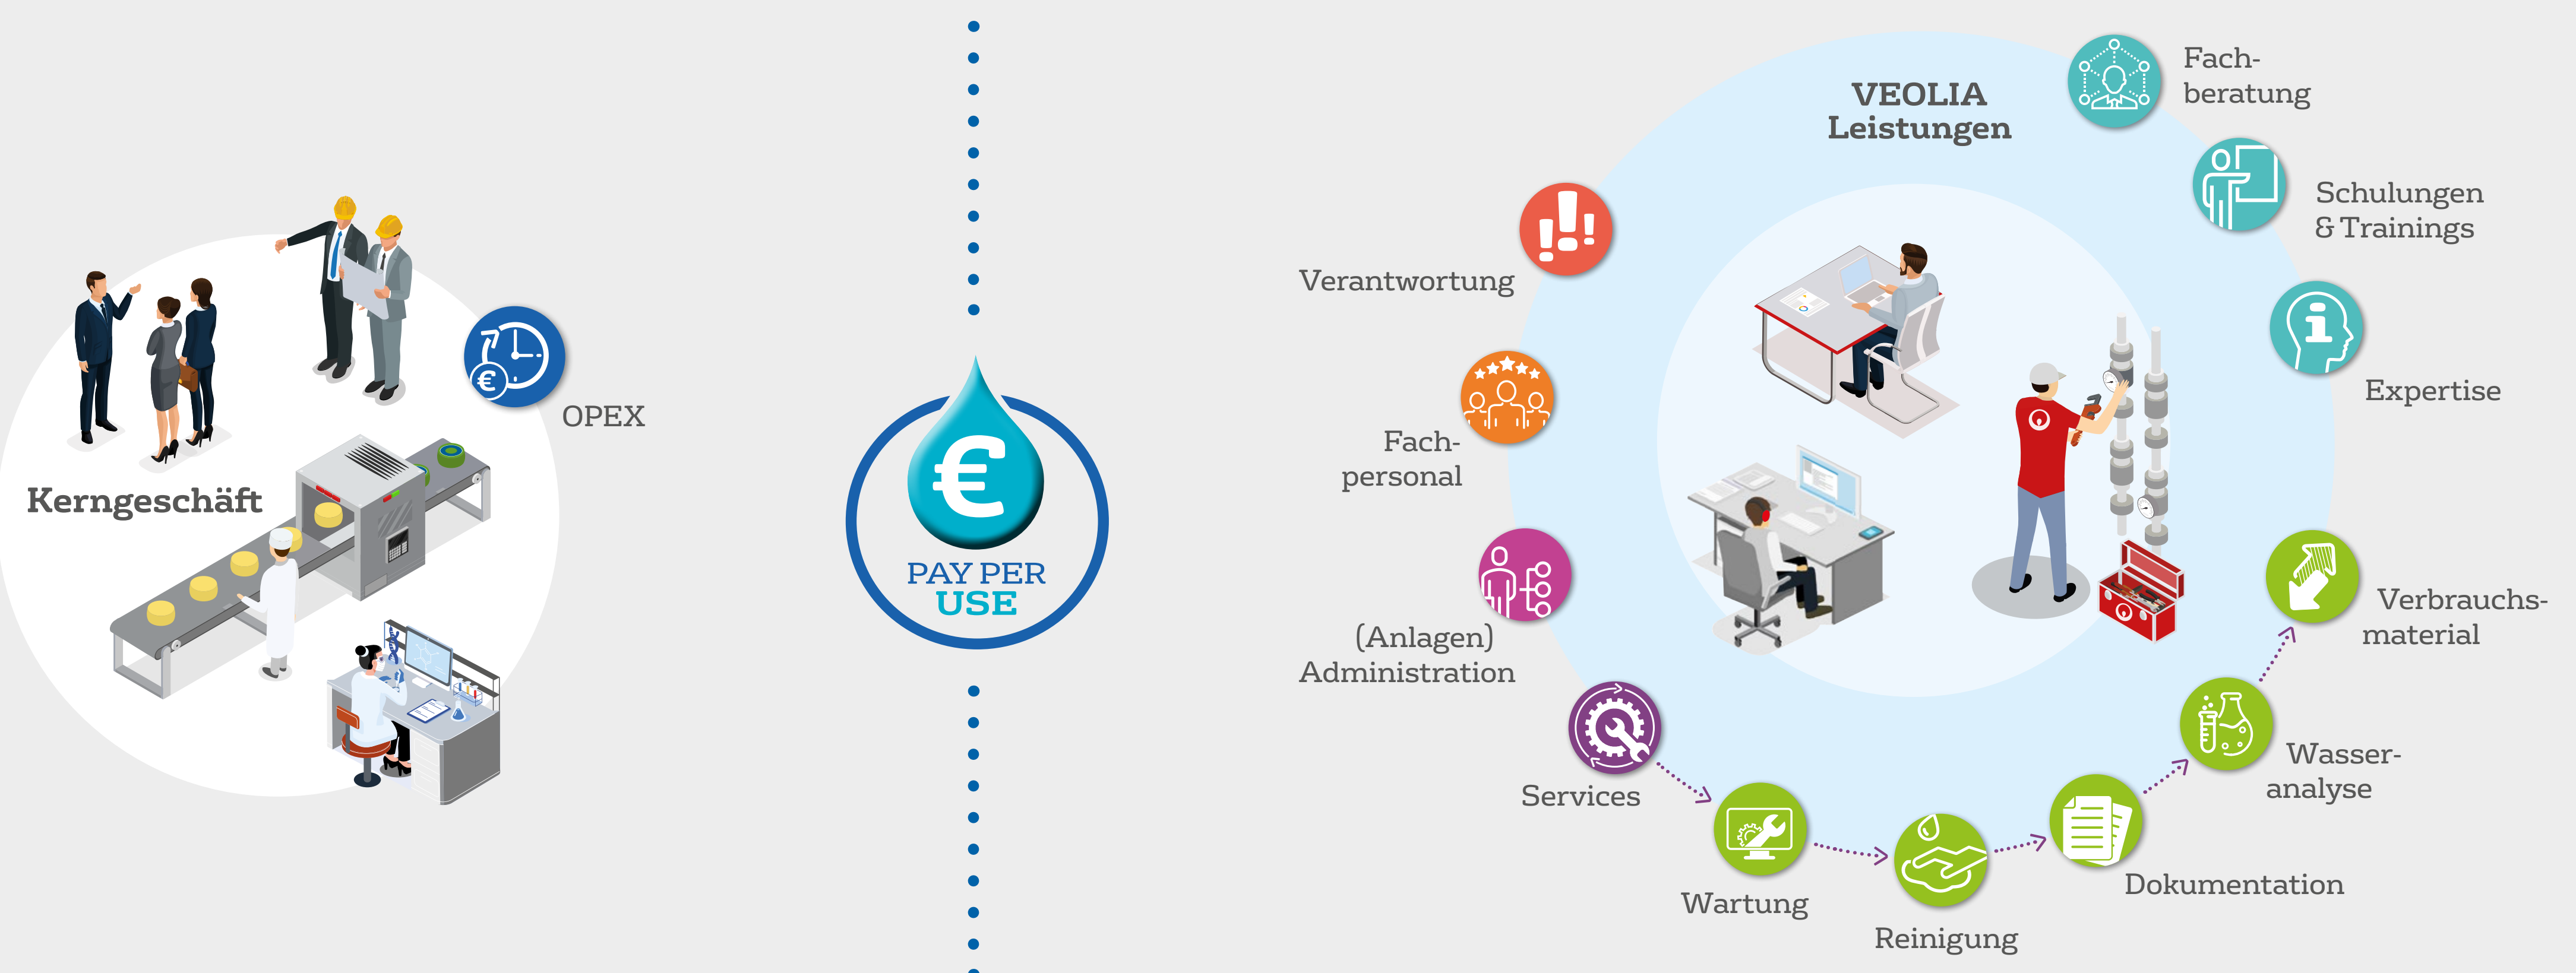 Kerngeschäft
€
OPEX
€
PAY PER
USE
VEOLIA
Leistungen
Fach-
beratung
Schulungen
& Trainings
Expertise
Verbrauchs-
material
Wasser-
analyse
Dokumentation
Reinigung
Wartung
Services
(Anlagen)
Administration
Fach-
personal
Verantwortung